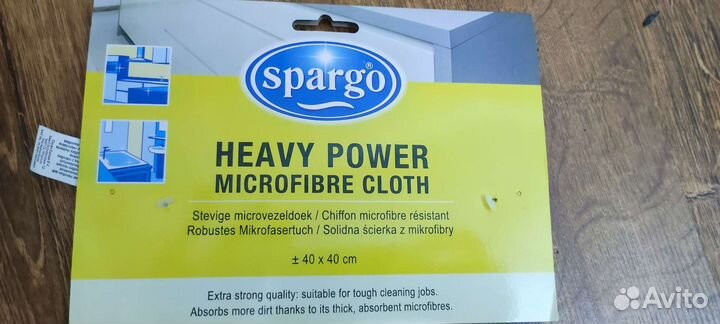 spargo®
HEAVY POWER
MICROFIBRE CLOTH
Stevige microvezeldoek / Chiffon microfibre résistant
Robustes Mikrofasertuch / Solidna ścierka z mikrofibry
± 40 x 40 cm
Extra strong quality: suitable for tough cleaning jobs.
Absorbs more dirt thanks to its thick, absorbent microfibres.
Avito